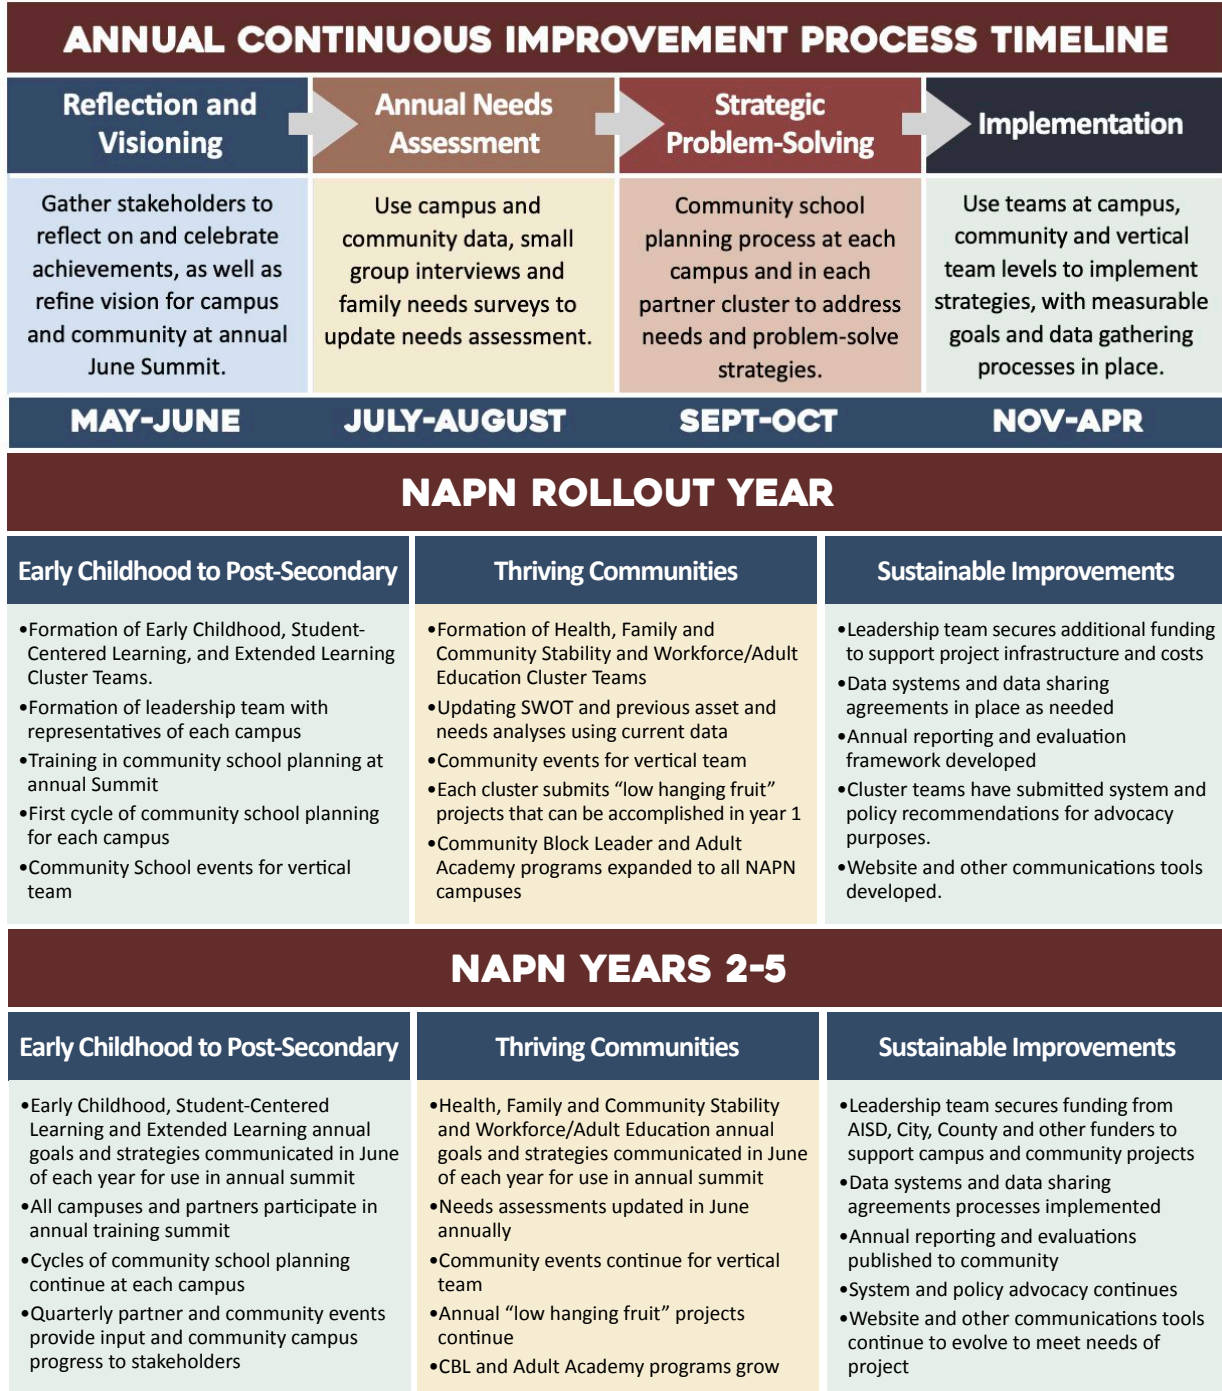 ANNUAL CONTINUOUS IMPROVEMENT PROCESS TIMELINE
Reflection and
Visioning
Gather stakeholders to
reflect on and celebrate
achievements, as well as
refine vision for campus
and community at annual
June Summit.
MAY-JUNE
Annual Needs
Assessment
Use campus and
community data, small
group interviews and
family needs surveys to
update needs assessment.
JULY-AUGUST
Strategic
Problem-Solving
Community school
planning process at each
campus and in each
partner cluster to address
needs and problem-solve
strategies.
SEPT-OCT
Implementation
Use teams at campus,
community and vertical
team levels to implement
strategies, with measurable
goals and data gathering
processes in place.
NOV-APR
NAPN ROLLOUT YEAR
Early Childhood to Post-Secondary
•Formation of Early Childhood, Student-
Centered Learning, and Extended Learning
Cluster Teams.
•Formation of leadership team with
representatives of each campus
•Training in community school planning at
annual Summit
•First cycle of community school planning
for each campus
•Community School events for vertical
team
Thriving Communities
•Formation of Health, Family and
Community Stability and Workforce/Adult
Education Cluster Teams
•Updating SWOT and previous asset and
needs analyses using current data
•Community events for vertical team
•Each cluster submits “low hanging fruit”
projects that can be accomplished in year 1
•Community Block Leader and Adult
Academy programs expanded to all NAPN
campuses
Sustainable Improvements
•Leadership team secures additional funding
to support project infrastructure and costs
•Data systems and data sharing
agreements in place as needed
•Annual reporting and evaluation
framework developed
•Cluster teams have submitted system and
policy recommendations for advocacy
purposes.
•Website and other communications tools
developed.
NAPN YEARS 2-5
Early Childhood to Post-Secondary
•Early Childhood, Student-Centered
Learning and Extended Learning annual
goals and strategies communicated in June
of each year for use in annual summit
•All campuses and partners participate in
annual training summit
•Cycles of community school planning
continue at each campus
•Quarterly partner and community events
provide input and community campus
progress to stakeholders
Thriving Communities
•Health, Family and Community Stability
and Workforce/Adult Education annual
goals and strategies communicated in June
of each year for use in annual summit
•Needs assessments updated in June
annually
•Community events continue for vertical
team
•Annual “low hanging fruit” projects
continue
•CBL and Adult Academy programs grow
Sustainable Improvements
•Leadership team secures funding from
AISD, City, County and other funders to
support campus and community projects
•Data systems and data sharing
agreements processes implemented
•Annual reporting and evaluations
published to community
•System and policy advocacy continues
•Website and other communications tools
continue to evolve to meet needs of
project